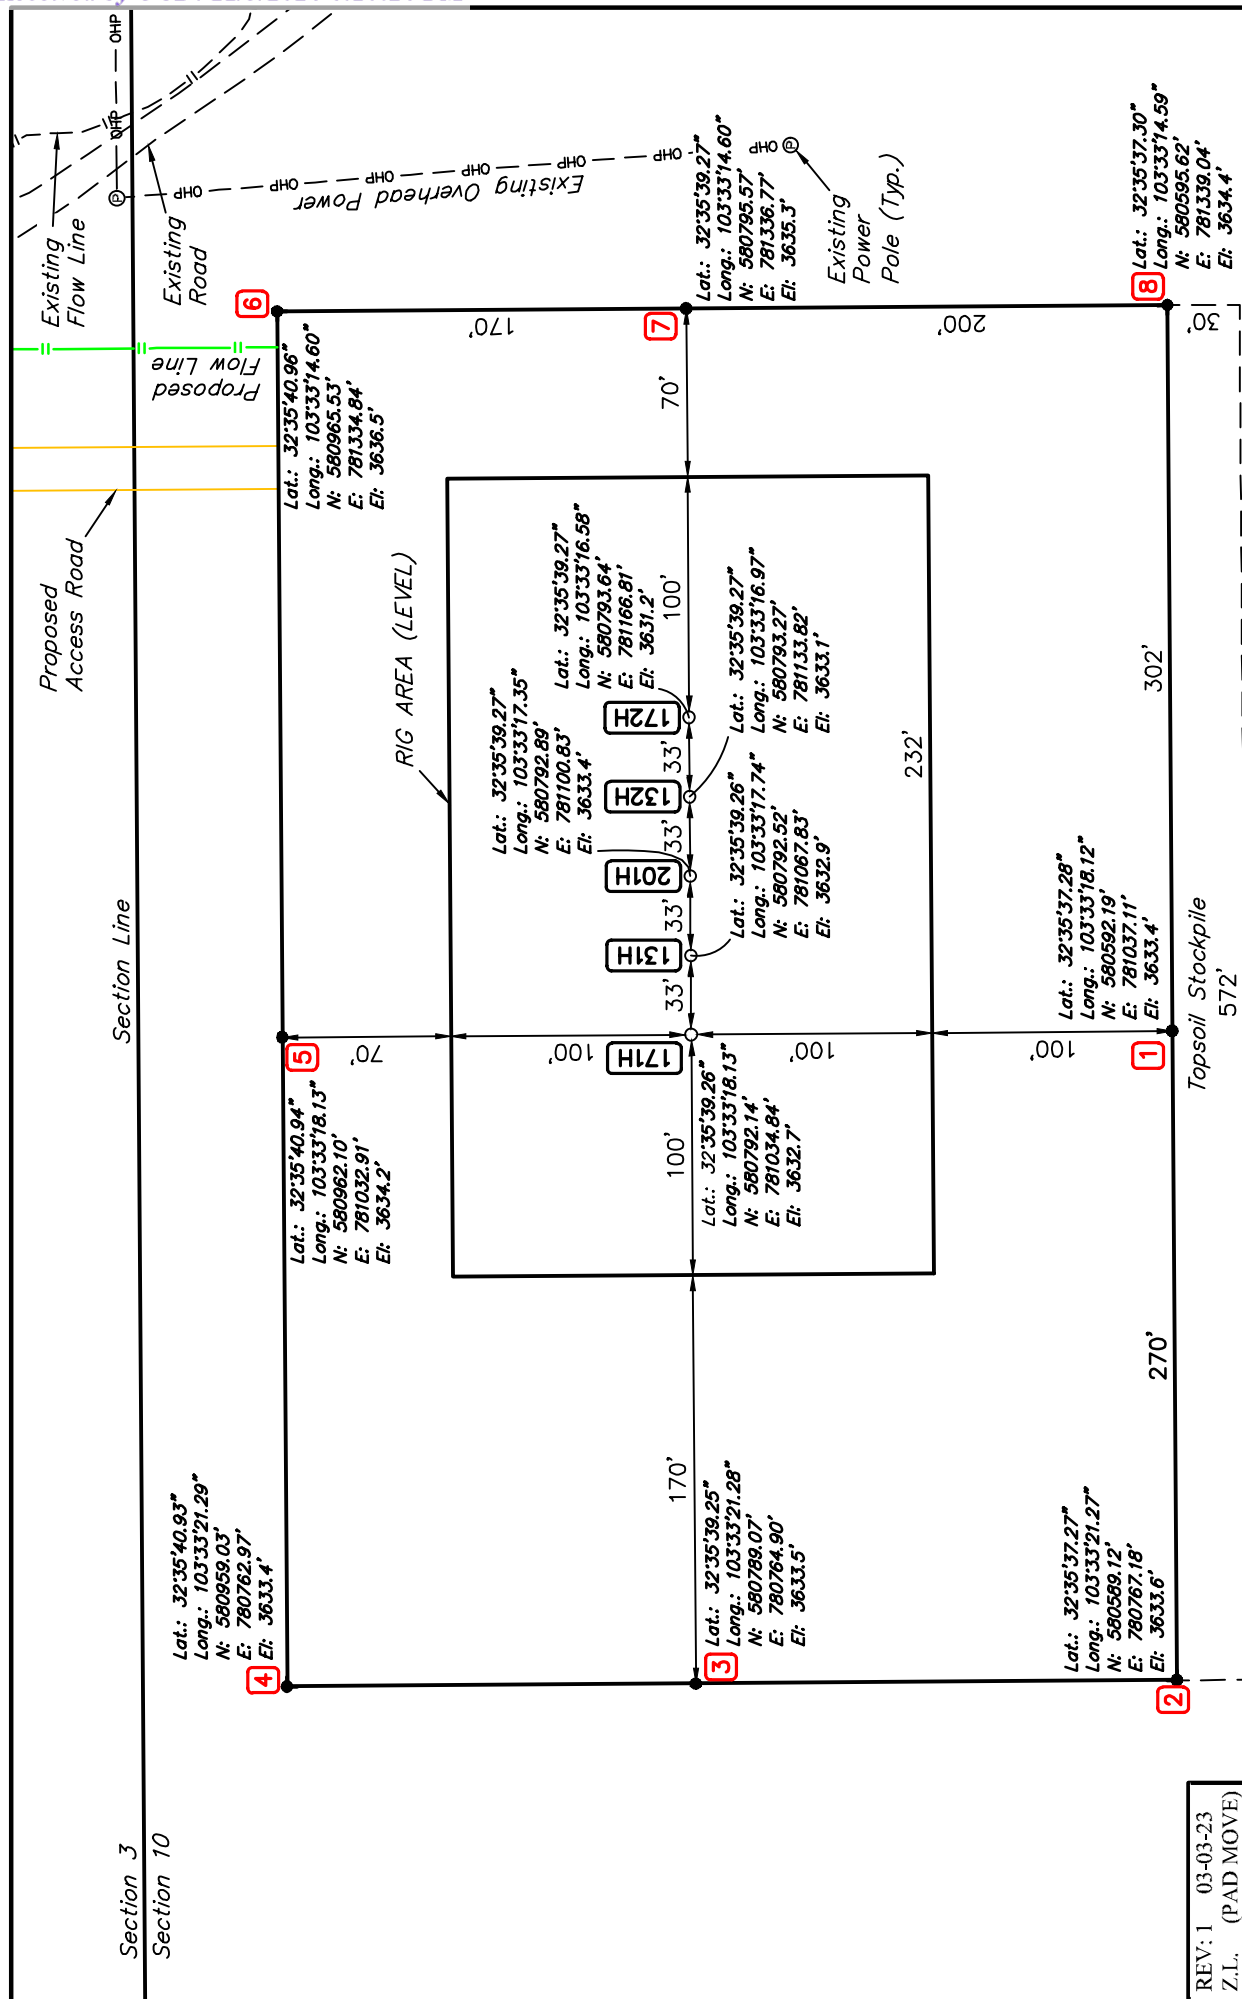 Section 3
Section 10
Section Line
Proposed
Access Road
Existing
Flow Line
Existing
Road
Proposed
Flow Line
OHP
OHP
P
OHP
OHP
OHP
OHP
OHP
OHP
OHP
P
Existing Overhead Power
Existing
Power
Pole (Typ.)
4
Lat.: 32°35'40.93"
Long.: 103°33'21.29"
N: 580959.03'
E: 780762.97'
El: 3633.4'
5
Lat.: 32°35'40.94"
Long.: 103°33'18.13"
N: 580962.10'
E: 781032.91'
El: 3634.2'
6
Lat.: 32°35'40.96"
Long.: 103°33'14.60"
N: 580965.53'
E: 781334.84'
El: 3636.5'
RIG AREA (LEVEL)
70'
100'
100'
100'
170'
200'
30'
3
Lat.: 32°35'39.25"
Long.: 103°33'21.28"
N: 580789.07'
E: 780764.90'
El: 3633.5'
170'
100'
33'
33'
33'
33'
100'
70'
171H
Lat.: 32°35'39.26"
Long.: 103°33'18.13"
N: 580792.14'
E: 781034.84'
El: 3632.7'
131H
Lat.: 32°35'39.26"
Long.: 103°33'17.74"
N: 580792.52'
E: 781067.83'
El: 3632.9'
201H
Lat.: 32°35'39.27"
Long.: 103°33'17.35"
N: 580792.89'
E: 781100.83'
El: 3633.4'
132H
Lat.: 32°35'39.27"
Long.: 103°33'16.97"
N: 580793.27'
E: 781133.82'
El: 3633.1'
172H
Lat.: 32°35'39.27"
Long.: 103°33'16.58"
N: 580793.64'
E: 781166.81'
El: 3631.2'
7
Lat.: 32°35'39.27"
Long.: 103°33'14.60"
N: 580795.57'
E: 781336.77'
El: 3635.3'
232'
2
Lat.: 32°35'37.27"
Long.: 103°33'21.27"
N: 580589.12'
E: 780767.18'
El: 3633.6'
270'
1
Lat.: 32°35'37.28"
Long.: 103°33'18.12"
N: 580592.19'
E: 781037.11'
El: 3633.4'
302'
8
Lat.: 32°35'37.30"
Long.: 103°33'14.59"
N: 580595.62'
E: 781339.04'
El: 3634.4'
Topsoil Stockpile
572'
REV: 1 03-03-23
Z.L. (PAD MOVE)